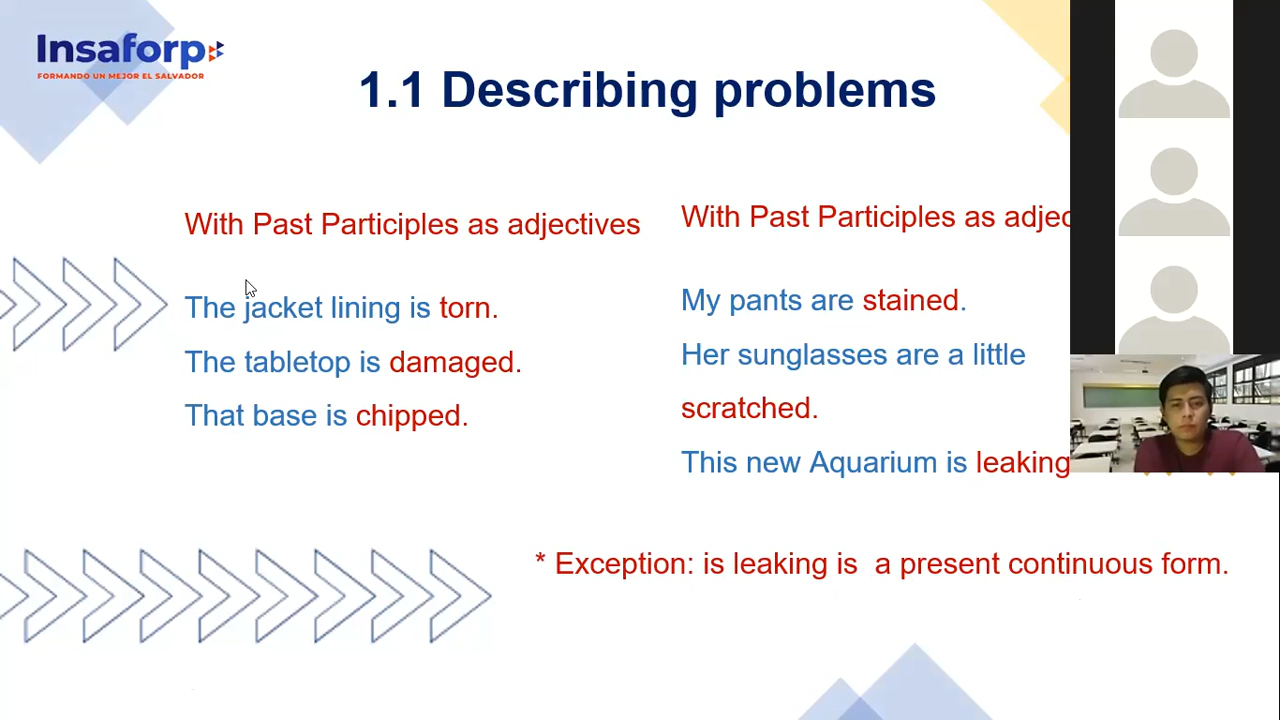 Insaforp
FORMANDO UN MEJOR EL SALVADOR
1.1 Describing problems
With Past Participles as adjectives
The jacket lining is torn.
The tabletop is damaged.
That base is chipped.
With Past Participles as adjec
My pants are stained.
Her sunglasses are a little
scratched.
This new Aquarium is leaking
* Exception: is leaking is a present continuous form.